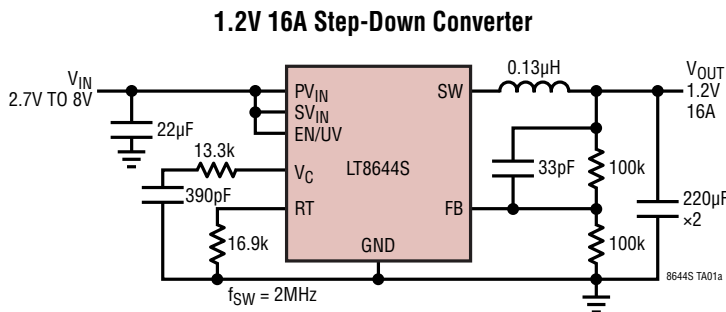 1.2V 16A Step-Down Converter
VIN
2.7V TO 8V
22µF
13.3k
390pF
16.9k
fSW = 2MHz
PVIN
SVIN
EN/UV
VC
RT
LT8644S
GND
SW
FB
0.13µH
33pF
100k
100k
VOUT
1.2V
16A
220µF
×2
8644S TA01a